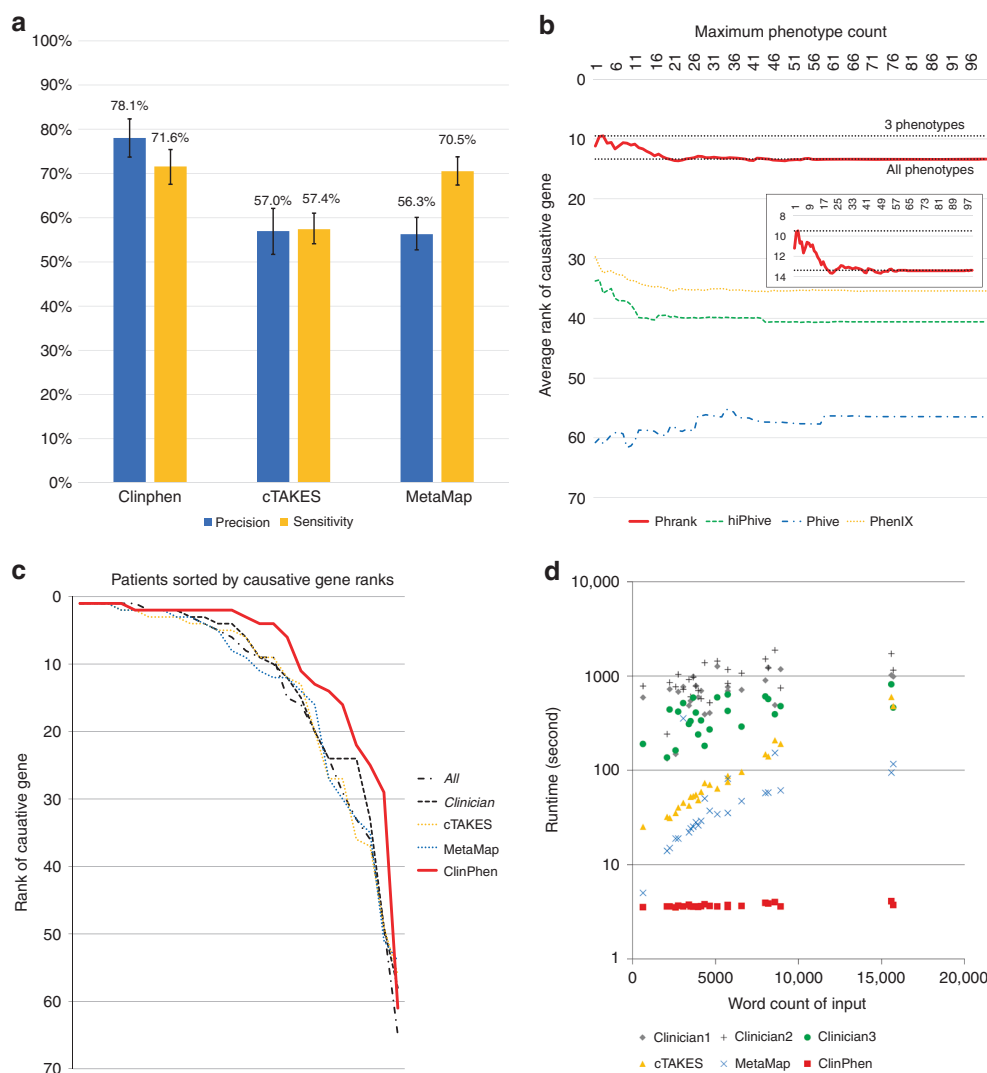 a
100%
90%
80%
70%
60%
50%
40%
30%
20%
10%
0%
78.1%
71.6%
57.0%
57.4%
56.3%
70.5%
Clinphen
cTAKES
MetaMap
Precision
Sensitivity
b
Maximum phenotype count
1 6 11 16 21 26 31 36 41 46 51 56 61 66 71 76 81 86 91 96
Average rank of causative gene
0
10
20
30
40
50
60
70
3 phenotypes
All phenotypes
1 9 17 25 33 41 49 57 65 73 81 89 97
8
10
12
14
Phrank
hiPhive
Phive
PhenIX
c
Patients sorted by causative gene ranks
Rank of cauative gene
0
10
20
30
40
50
60
70
All
Clinician
cTAKES
MetaMap
ClinPhen
d
Runtime (second)
10,000
1000
100
10
1
0
5000
10,000
15,000
20,000
Word count of input
Clinician1
Clinician2
Clinician3
cTAKES
MetaMap
ClinPhen